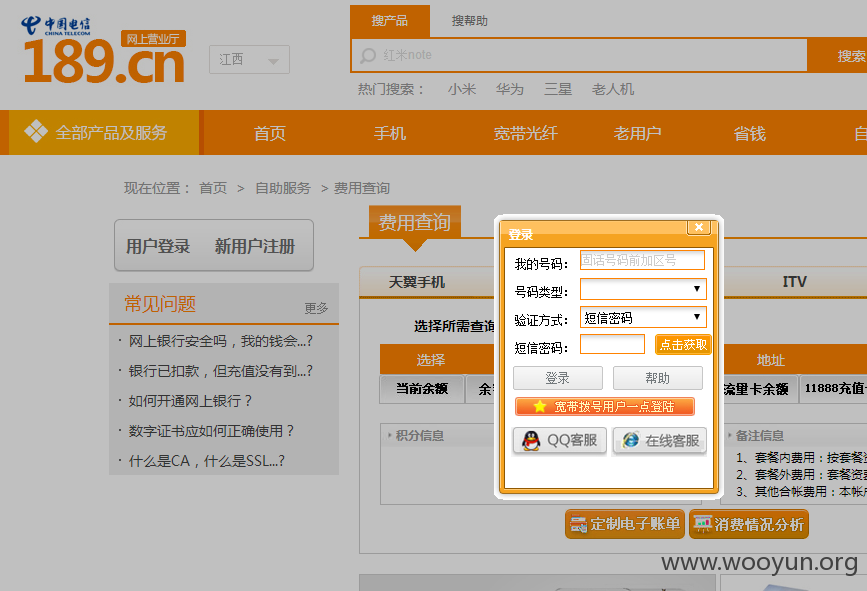 中国电信
CHINA TELECOM
网上营业厅
189.cn
江西
搜产品
搜帮助
红米note
搜索
热门搜索： 小米 华为 三星 老人机
全部产品及服务 首页 手机 宽带光纤 老用户 省钱 自
现在位置： 首页 > 自助服务 > 费用查询
用户登录 新用户注册
常见问题
更多
· 网上银行安全吗，我的钱会...?
· 银行已扣款，但充值没有到...?
· 如何开通网上银行？
· 数字证书应如何正确使用？
· 什么是CA，什么是SSL...?
费用查询
天翼手机
ITV
选择所需查询
选择
地址
当前余额
余
流量卡余额
11888充值
积分信息
备注信息
1、套餐内费用：按套餐资
2、套餐外费用：套餐资
3、其他合帐费用：本帐
登录
×
我的号码：
固话号码前加区号
号码类型：
验证方式：
短信密码
短信密码：
点击获取
登录
帮助
宽带拨号用户一点登陆
QQ客服
在线客服
定制电子账单
消费情况分析
www.wooyun.org